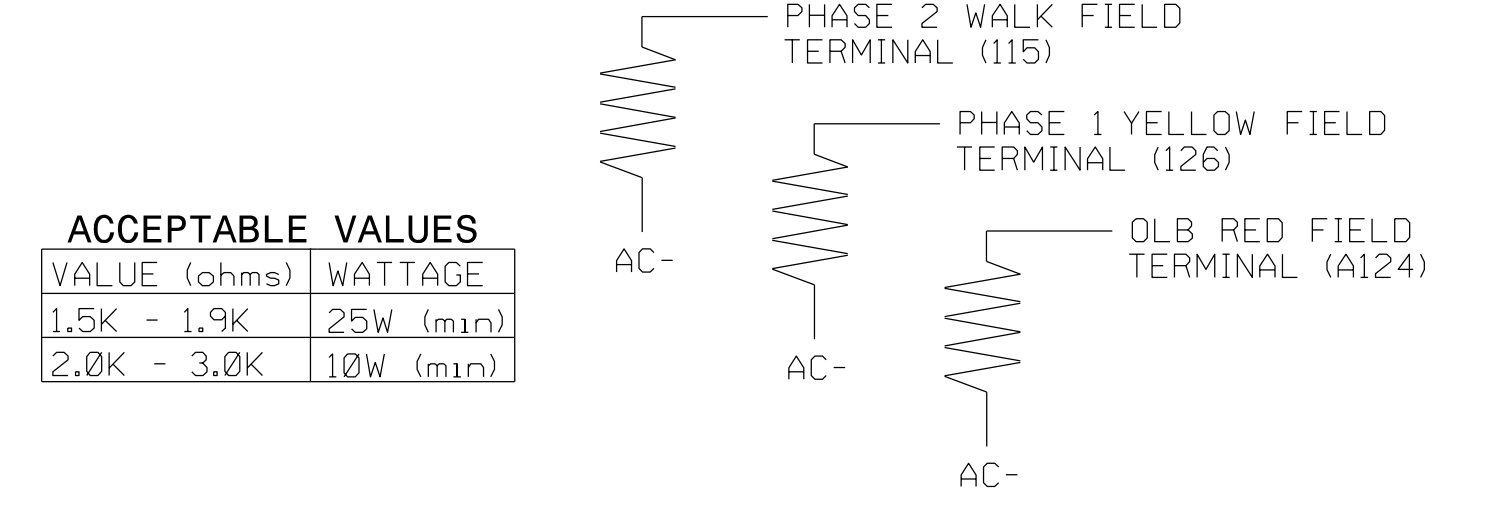 PHASE 2 WALK FIELD
TERMINAL (115)
AC-
PHASE 1 YELLOW FIELD
TERMINAL (126)
AC-
OLB RED FIELD
TERMINAL (A124)
AC-
ACCEPTABLE VALUES
VALUE (ohms) WATTAGE
1.5K - 1.9K 25W (min)
2.0K - 3.0K 10W (min)